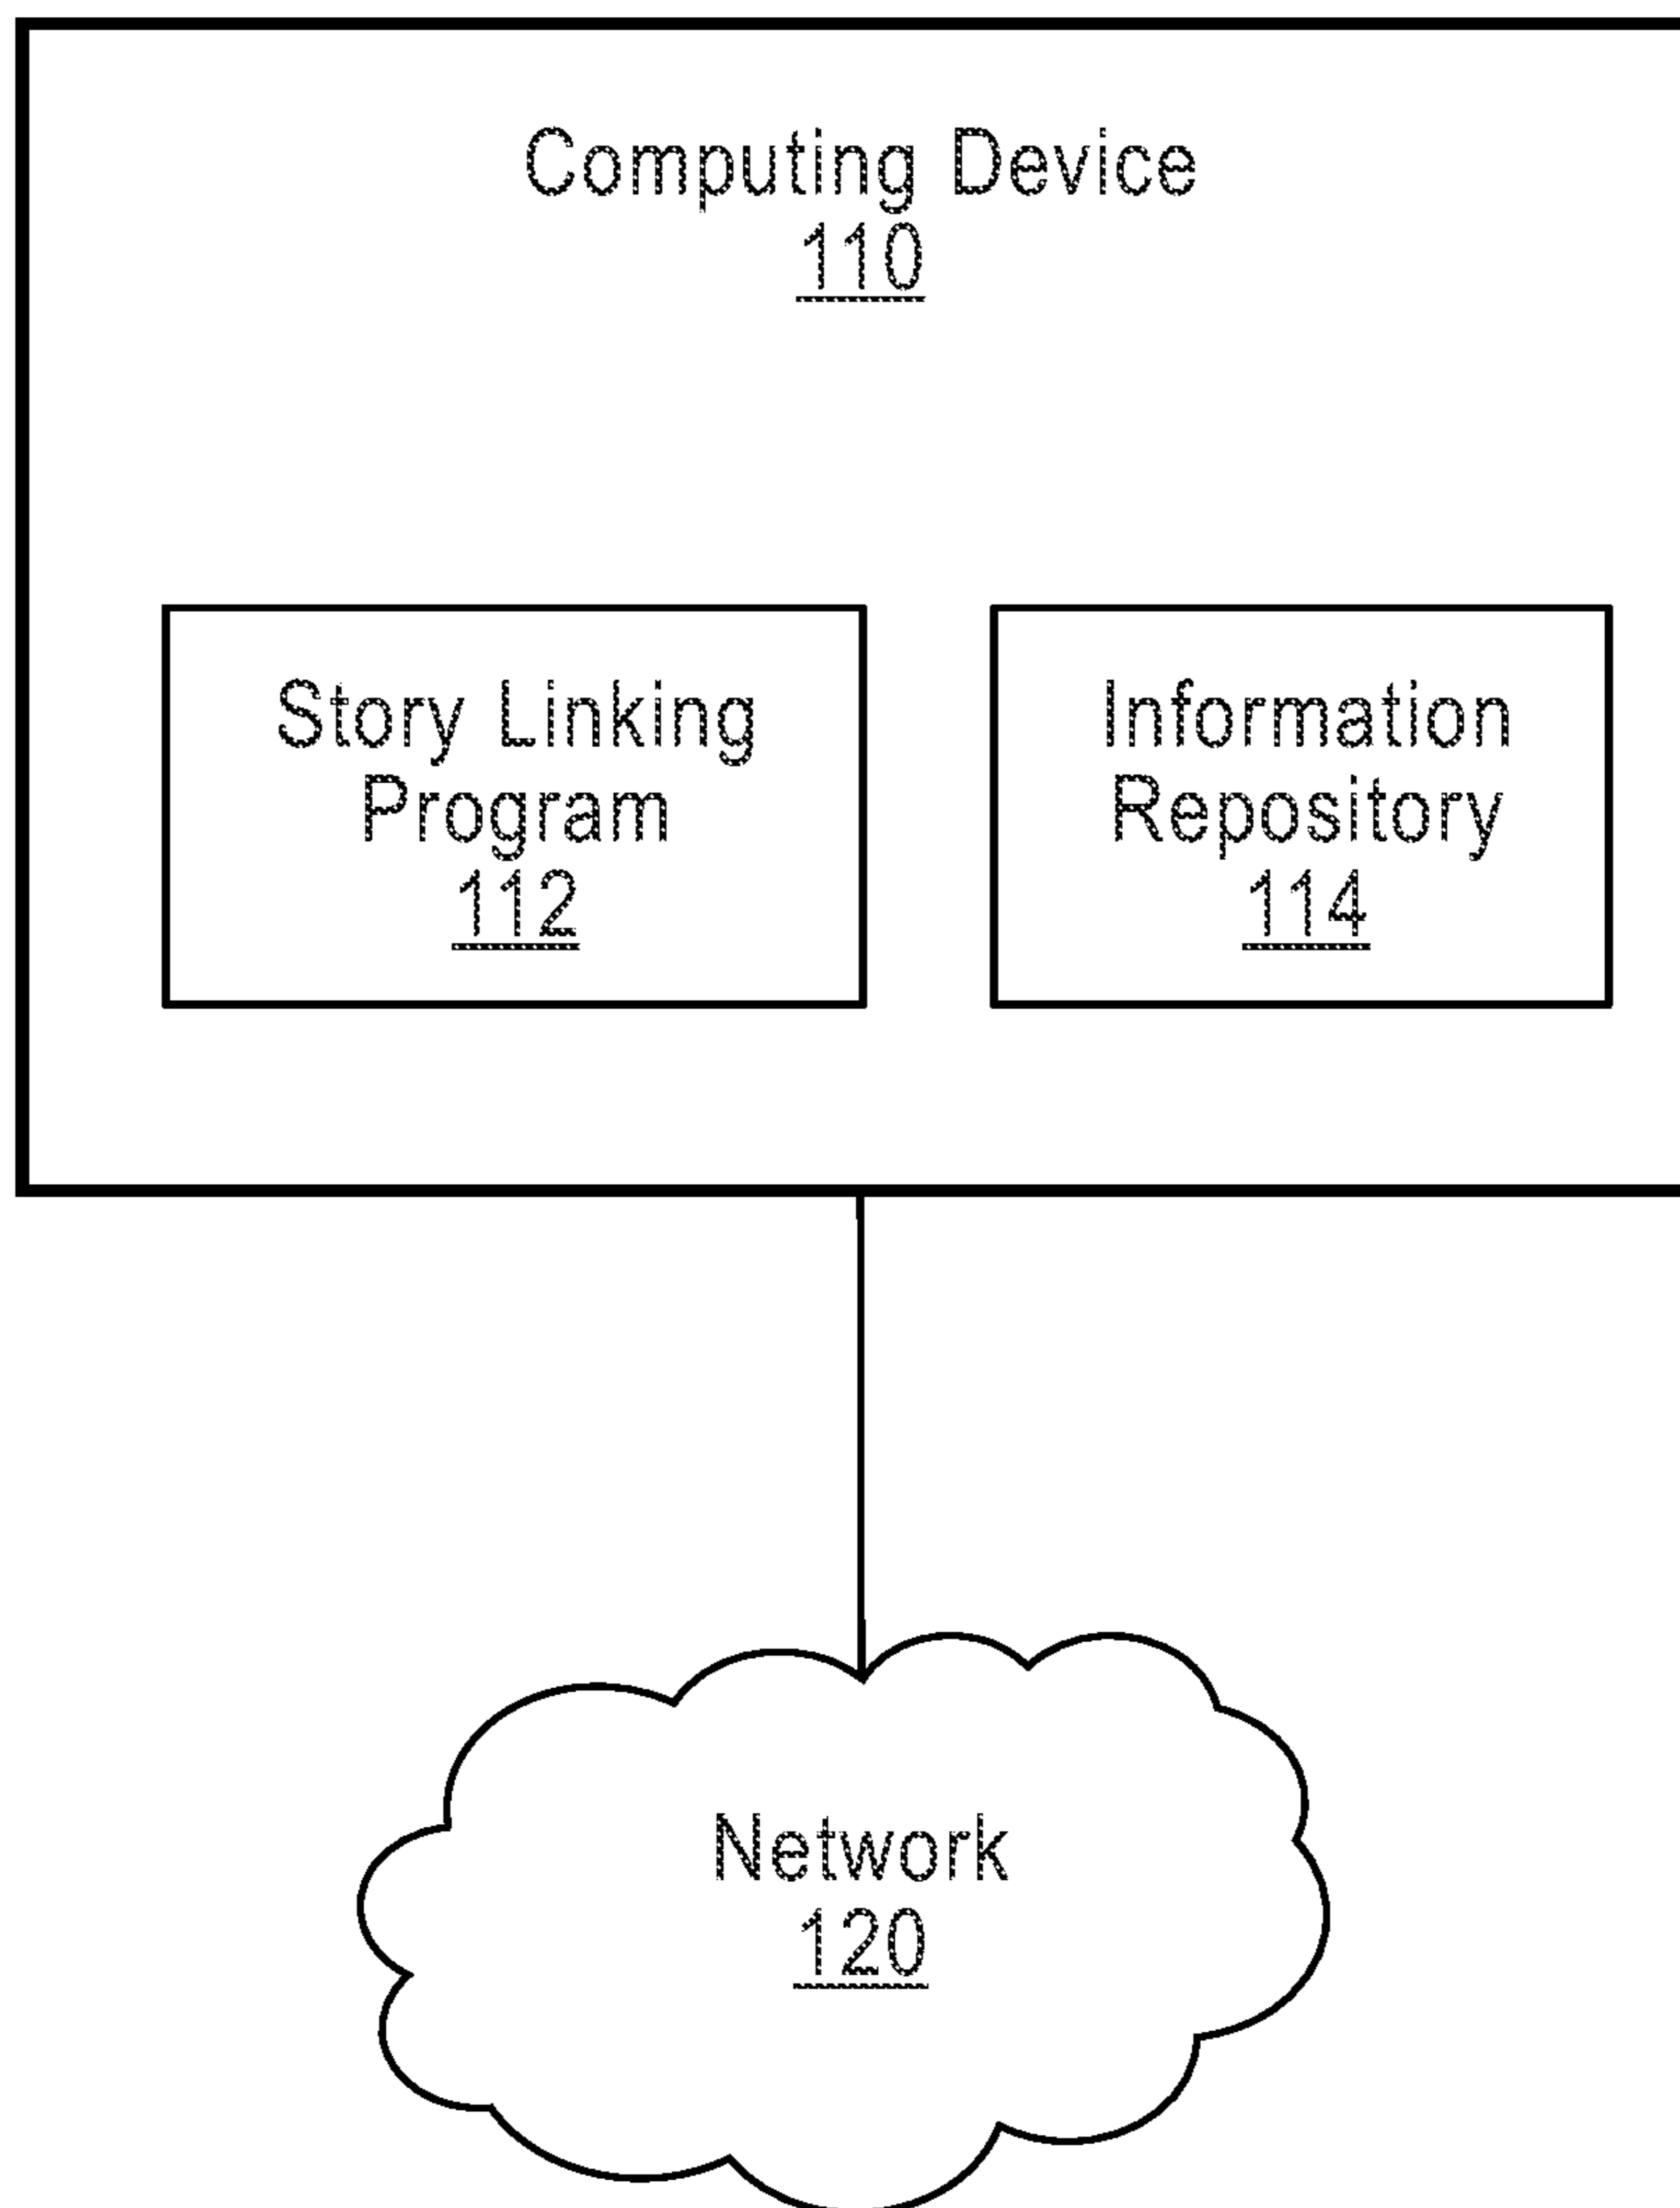 Computing Device
110
Story Linking
Program
112
Information
Repository
114
Network
120